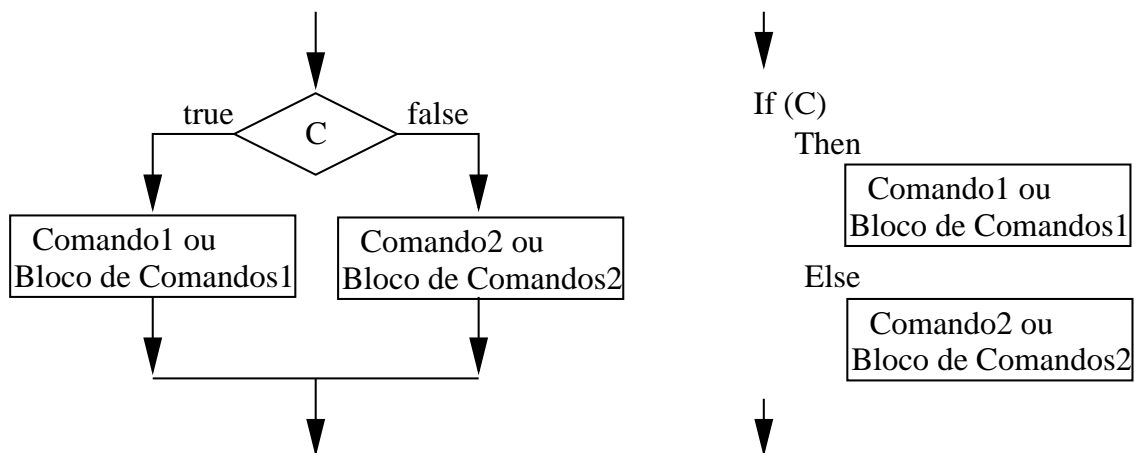 true
false
C
Comando1 ou
Bloco de Comandos1
Comando2 ou
Bloco de Comandos2
If (C)
Then
Comando1 ou
Bloco de Comandos1
Else
Comando2 ou
Bloco de Comandos2